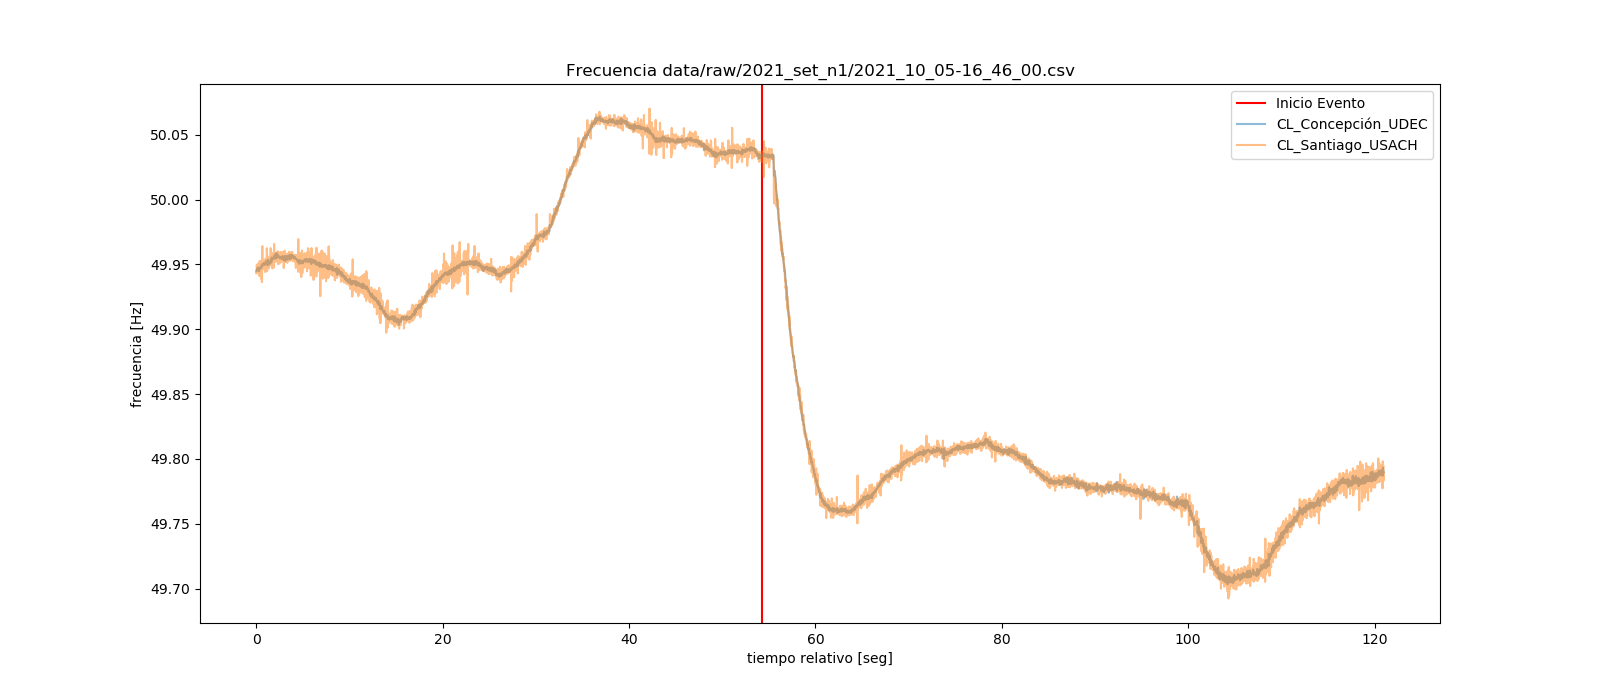 Frecuencia data/raw/2021_set_n1/2021_10_05-16_46_00.csv
Inicio Evento
CL_Concepción_UDEC
CL_Santiago_USACH
frecuencia [Hz]
50.05
50.00
49.95
49.90
49.85
49.80
49.75
49.70
0 20 40 60 80 100 120
tiempo relativo [seg]